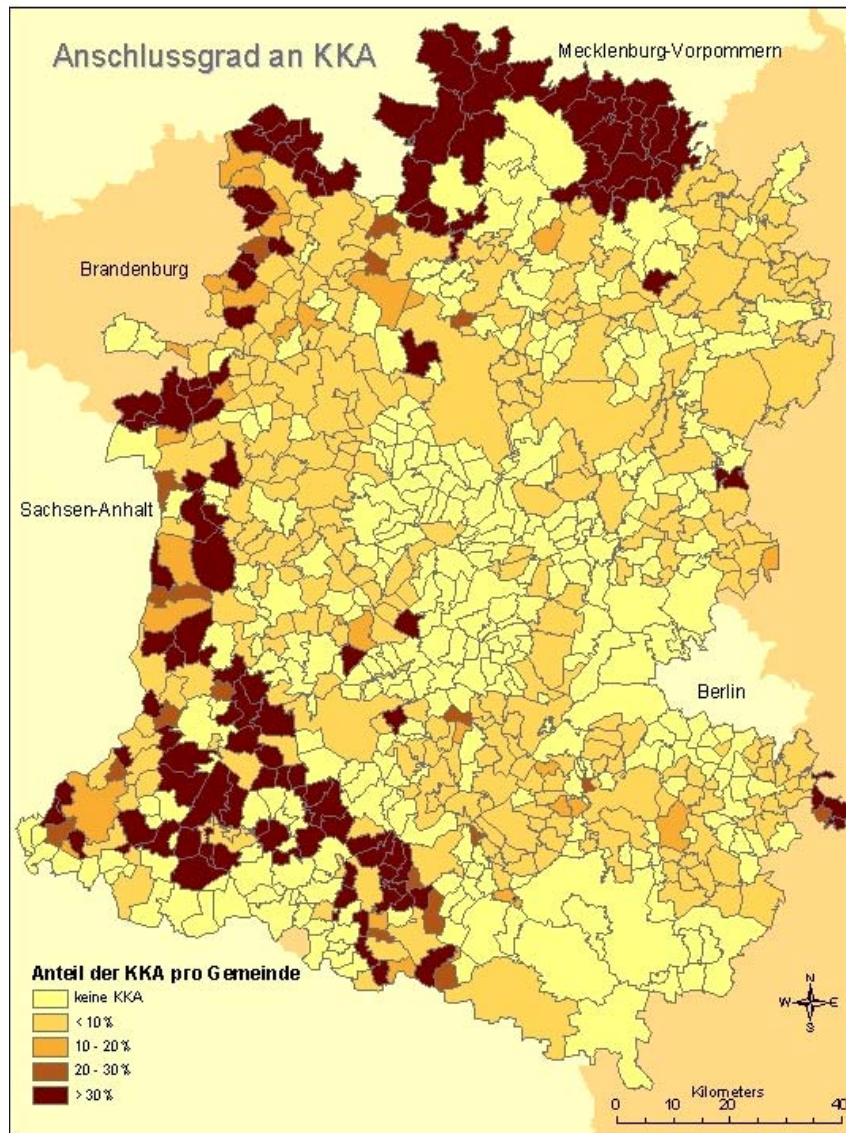 Anschlussgrad an KKA
Mecklenburg-Vorpommern
Brandenburg
Sachsen-Anhalt
Berlin
Anteil der KKA pro Gemeinde
keine KKA
< 10 %
10 - 20%
20 - 30%
> 30 %
N
W E
S
Kilometers
0 10 20 40